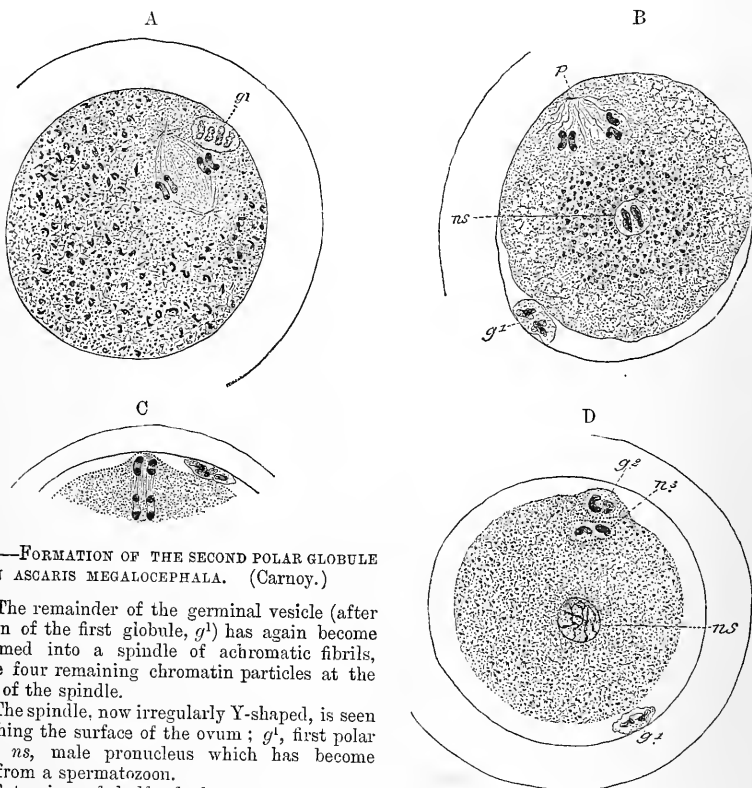 A
B
g1
p
ns
g1
C
D
g2
n.3
ns
g1
—FORMATION OF THE SECOND POLAR GLOBULE
ASCARIS MEGALOCEPHALA. (Carnoy.)
The remainder of the germinal vesicle (after
n of the first globule, g¹) has again become
med into a spindle of achromatic fibrils,
e four remaining chromatin particles at the
of the spindle.
The spindle, now irregularly Y-shaped, is seen
hing the surface of the ovum ; g¹, first polar
ns, male pronucleus which has become
from a spermatozoon.